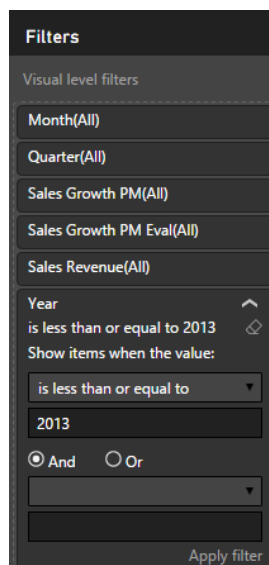 Filters
Visual level filters
Month(All)
Quarter(All)
Sales Growth PM(All)
Sales Growth PM Eval(All)
Sales Revenue(All)
Year
is less than or equal to 2013
Show items when the value:
is less than or equal to
2013
And Or
Apply filter